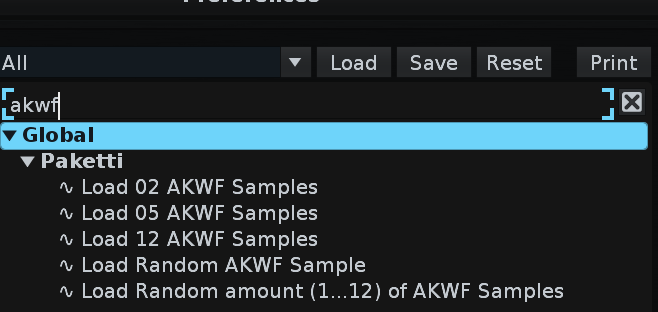 Preferences
All Load Save Reset Print
akwf
Global
Paketti
Load 02 AKWF Samples
Load 05 AKWF Samples
Load 12 AKWF Samples
Load Random AKWF Sample
Load Random amount (1...12) of AKWF Samples